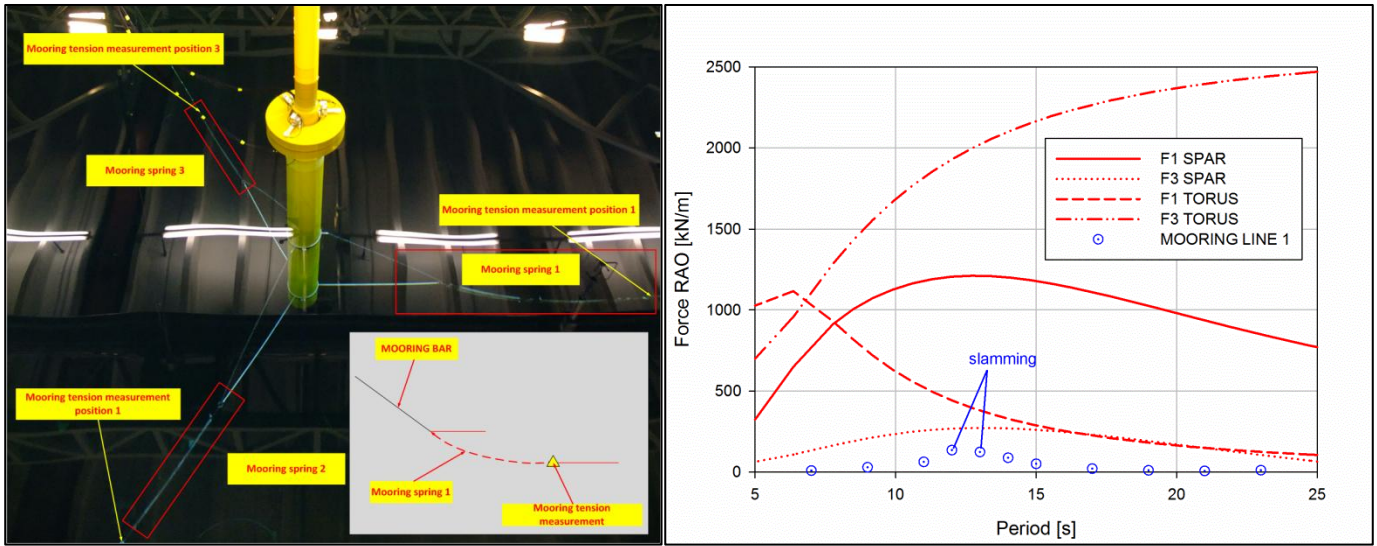 Mooring tension measurement position 3
Mooring spring 3
Mooring tension measurement position 1
Mooring spring 1
Mooring tension measurement
position 1
Mooring spring 2
MOORING BAR
Mooring spring 1
Mooring tension
measurement
Force RAO [kN/m]
2500
2000
1500
1000
500
0
F1 SPAR
F3 SPAR
F1 TORUS
F3 TORUS
MOORING LINE 1
slamming
5
10
15
20
25
Period [s]